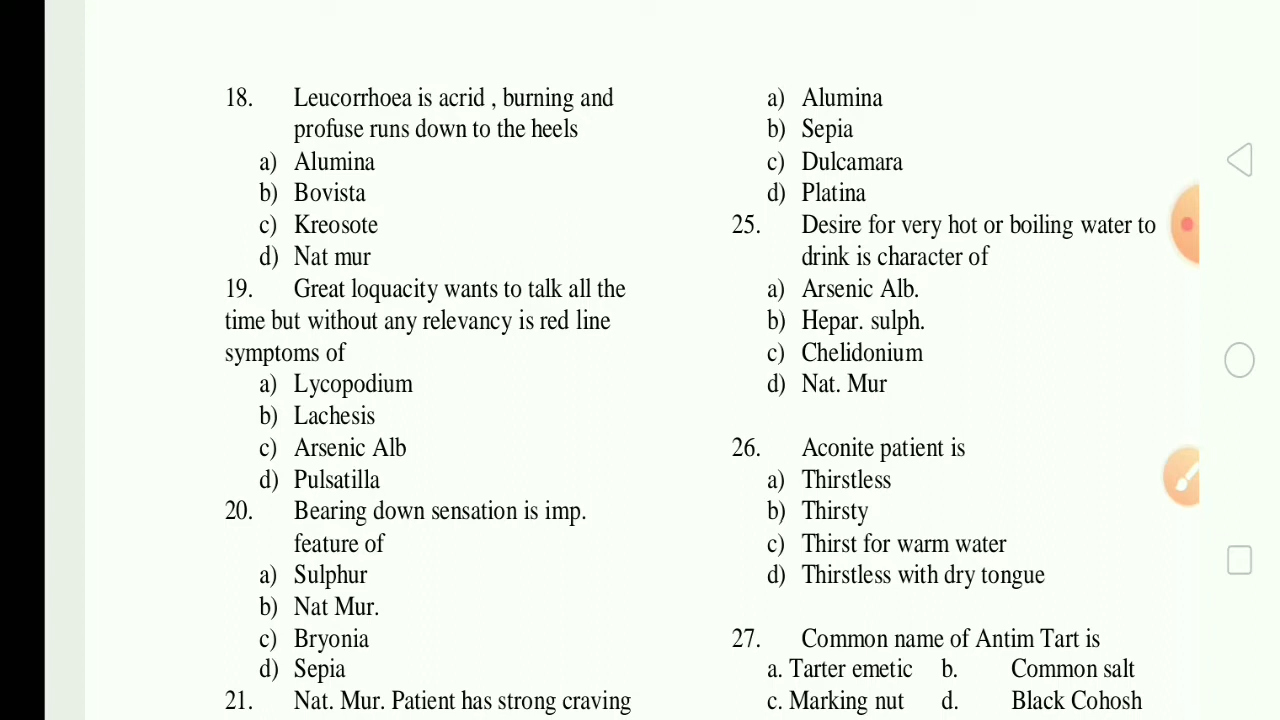 18. Leucorrhoea is acrid , burning and
profuse runs down to the heels
a) Alumina
b) Bovista
c) Kreosote
d) Nat mur
19. Great loquacity wants to talk all the
time but without any relevancy is red line
symptoms of
a) Lycopodium
b) Lachesis
c) Arsenic Alb
d) Pulsatilla
20. Bearing down sensation is imp.
feature of
a) Sulphur
b) Nat Mur.
c) Bryonia
d) Sepia
21. Nat. Mur. Patient has strong craving
a) Alumina
b) Sepia
c) Dulcamara
d) Platina
25. Desire for very hot or boiling water to
drink is character of
a) Arsenic Alb.
b) Hepar. sulph.
c) Chelidonium
d) Nat. Mur
26. Aconite patient is
a) Thirstless
b) Thirsty
c) Thirst for warm water
d) Thirstless with dry tongue
27. Common name of Antim Tart is
a. Tarter emetic b. Common salt
c. Marking nut d. Black Cohosh